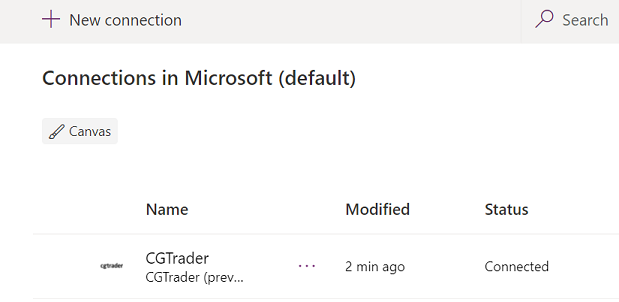 New connection
Search
Connections in Microsoft (default)
Canvas
Name Modified Status
cgtrader CGTrader ... 2 min ago Connected
CGTrader (prev...